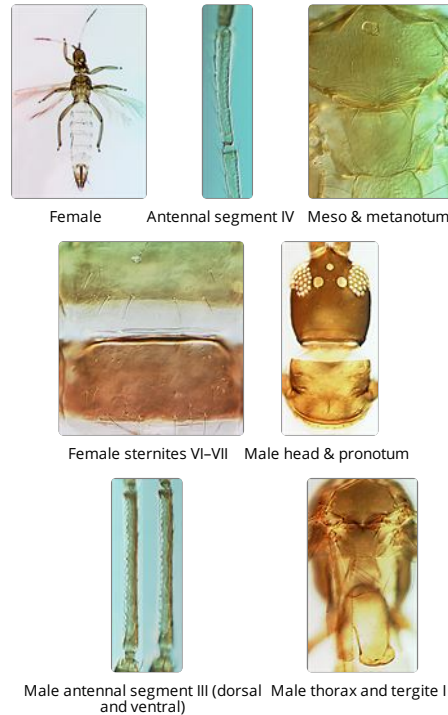 Female
Antennal segment IV
Meso & metanotum
Female sternites VI–VII
Male head & pronotum
Male antennal segment III (dorsal
and ventral)
Male thorax and tergite I